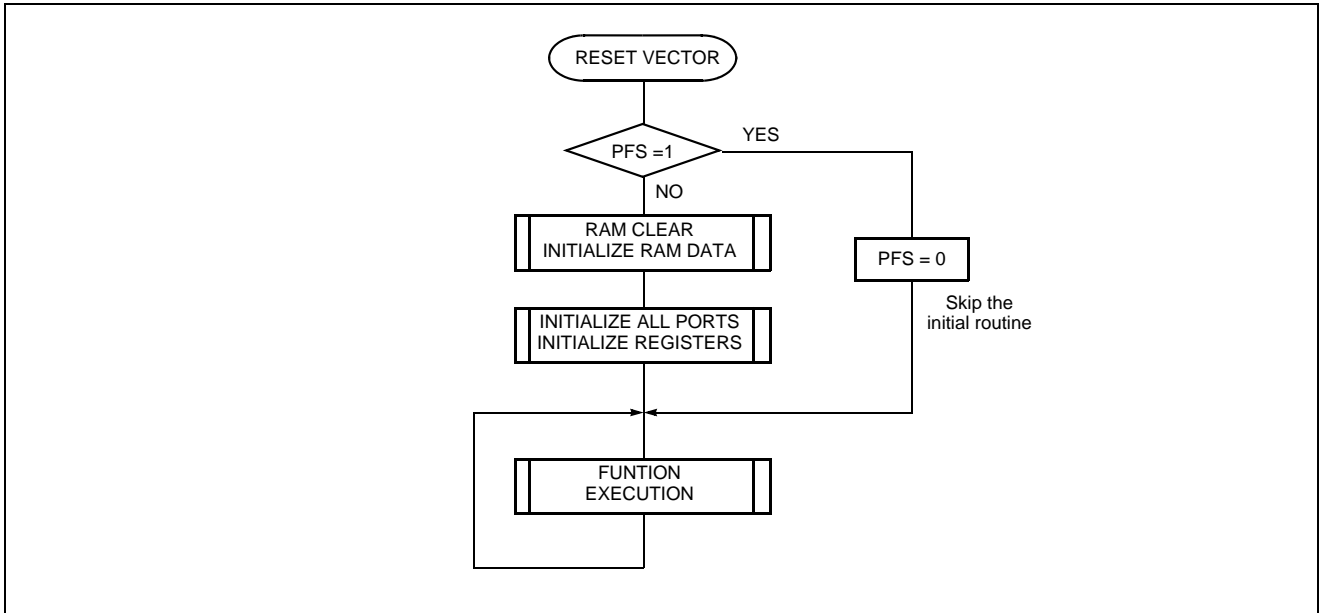 RESET VECTOR
YES
PFS =1
NO
RAM CLEAR
INITIALIZE RAM DATA
PFS = 0
Skip the
initial routine
INITIALIZE ALL PORTS
INITIALIZE REGISTERS
FUNTION
EXECUTION